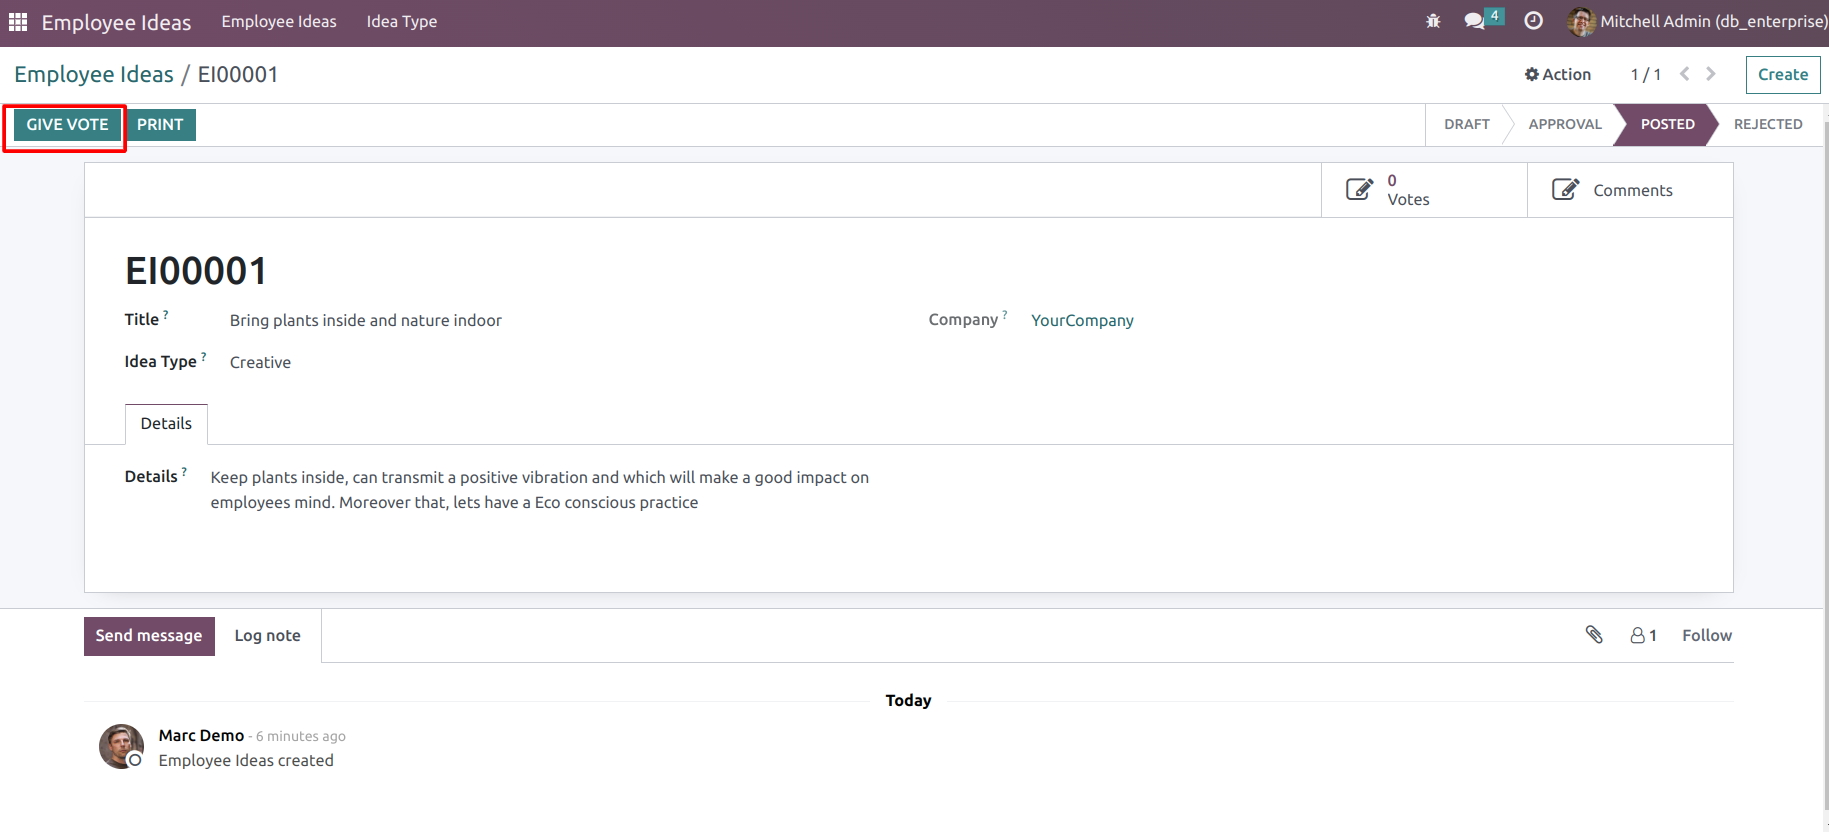 Employee Ideas Employee Ideas Idea Type 4 Mitchell Admin (db_enterprise)
Employee Ideas / EI00001 Action 1 / 1 Create
GIVE VOTE PRINT DRAFT APPROVAL POSTED REJECTED
0
Votes
Comments
EI00001
Title ? Bring plants inside and nature indoor Company ? YourCompany
Idea Type ? Creative
Details
Details ? Keep plants inside, can transmit a positive vibration and which will make a good impact on
employees mind. Moreover that, lets have a Eco conscious practice
Send message Log note 1 Follow
Today
Marc Demo - 6 minutes ago
Employee Ideas created